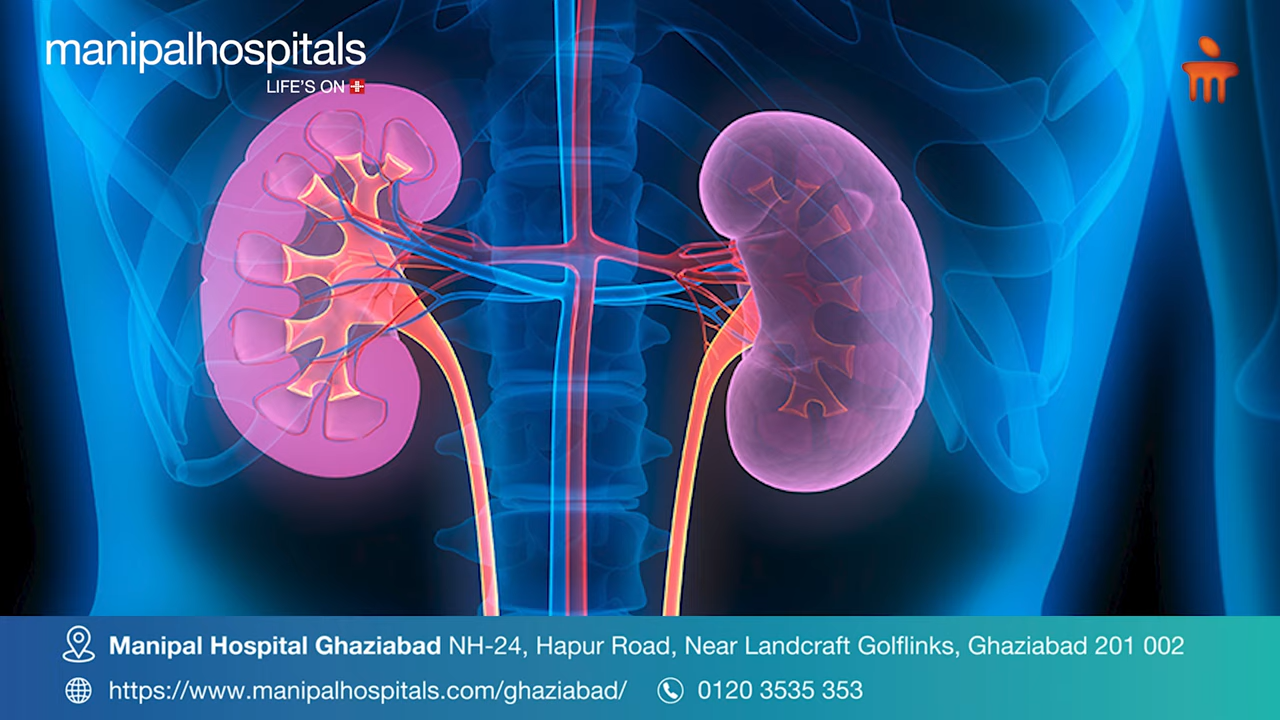 manipalhospitals
LIFE'S ON
Manipal Hospital Ghaziabad NH-24, Hapur Road, Near Landcraft Golflinks, Ghaziabad 201 002
https://www.manipalhospitals.com/ghaziabad/ 0120 3535 353